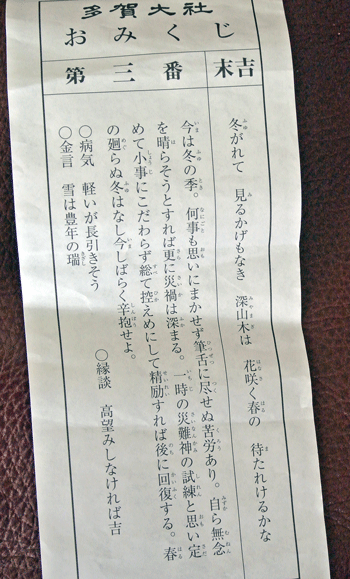 多賀大社
おみくじ
第三番
末吉
冬がれて 見るかげもなき 深山木は 花咲く春の 待たれけるかな
今は冬の季。何事も思いにまかせず筆舌に尽せぬ苦労あり。自ら無念
を晴らそうとすれば更に災禍は深まる。一時の災難神の試練と思い定
めて小事にこだわらず総て控えめにして精励すれば後に回復する。春
の廻らぬ冬はなし今しばらく辛抱せよ。
〇縁談 高望みしなければ吉
〇病気 軽いが長引きそう
〇金言 雪は豊年の瑞